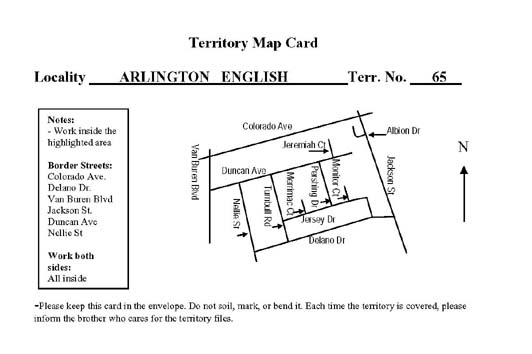 Territory Map Card
Locality ARLINGTON ENGLISH Terr. No. 65
Notes:
- Work inside the
highlighted area
Border Streets:
Colorado Ave.
Delano Dr.
Van Buren Blvd
Jackson St.
Duncan Ave
Nellie St
Work both
sides:
All inside
Colorado Ave
Albion Dr
Jeremiah Ct
Van Buren Blvd
Duncan Ave
Nellie St
Turnbull Rd
Merrimac Ct
Pershing Dr
Monitor Ct
Jackson St
Jersey Dr
Delano Dr
N
-Please keep this card in the envelope. Do not soil, mark, or bend it. Each time the territory is covered, please
inform the brother who cares for the territory files.